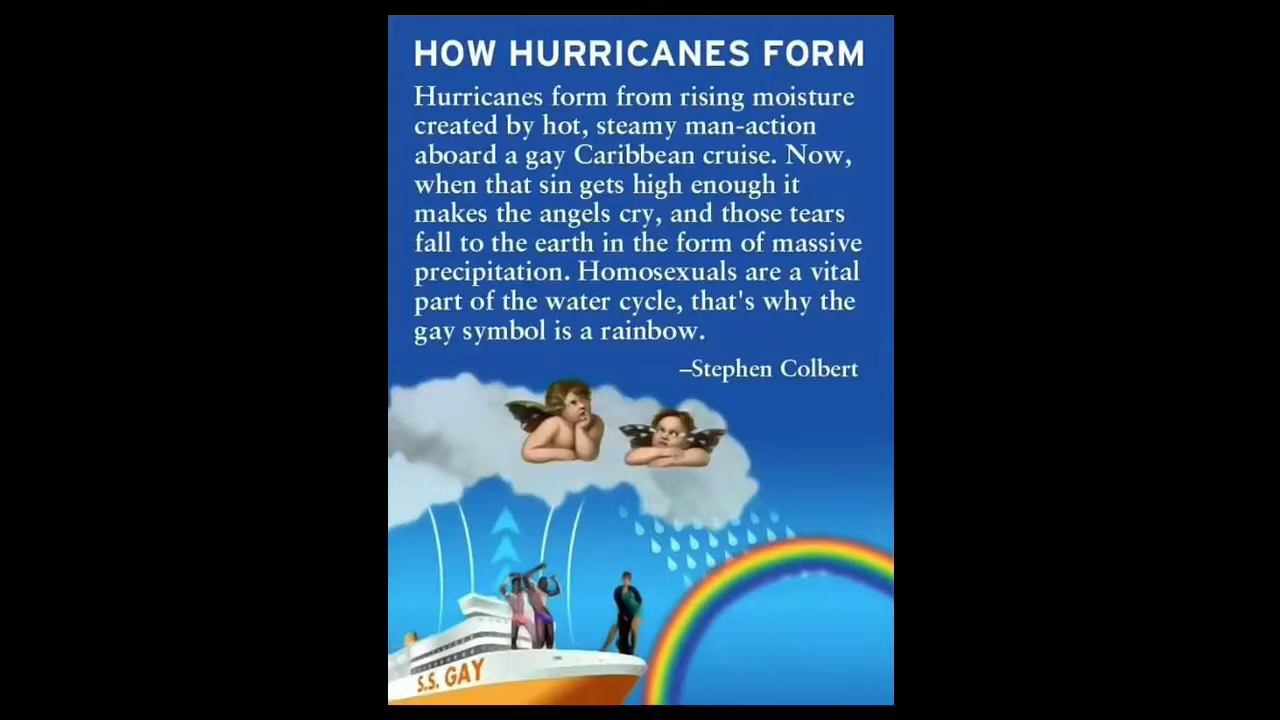 HOW HURRICANES FORM
Hurricanes form from rising moisture
created by hot, steamy man-action
aboard a gay Caribbean cruise. Now,
when that sin gets high enough it
makes the angels cry, and those tears
fall to the earth in the form of massive
precipitation. Homosexuals are a vital
part of the water cycle, that's why the
gay symbol is a rainbow.
–Stephen Colbert
S.S. GAY